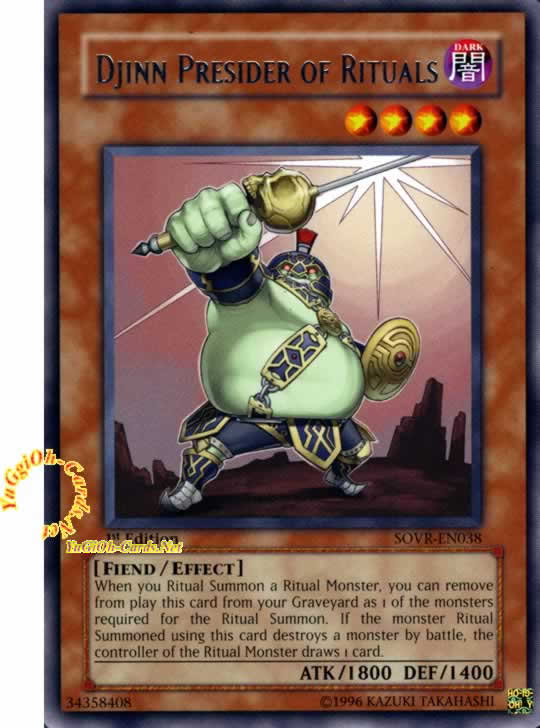 DJINN PRESIDER OF RITUALS
DARK
闇
1st Edition
SOVR-EN038
YuGiOh-Cards.Net
YuGgiOh-Cards.Net
[FIEND / EFFECT]
When you Ritual Summon a Ritual Monster, you can remove
from play this card from your Graveyard as 1 of the monsters
required for the Ritual Summon. If the monster Ritual
Summoned using this card destroys a monster by battle, the
controller of the Ritual Monster draws 1 card.
ATK/1800 DEF/1400
34358408
©1996 KAZUKI TAKAHASHI